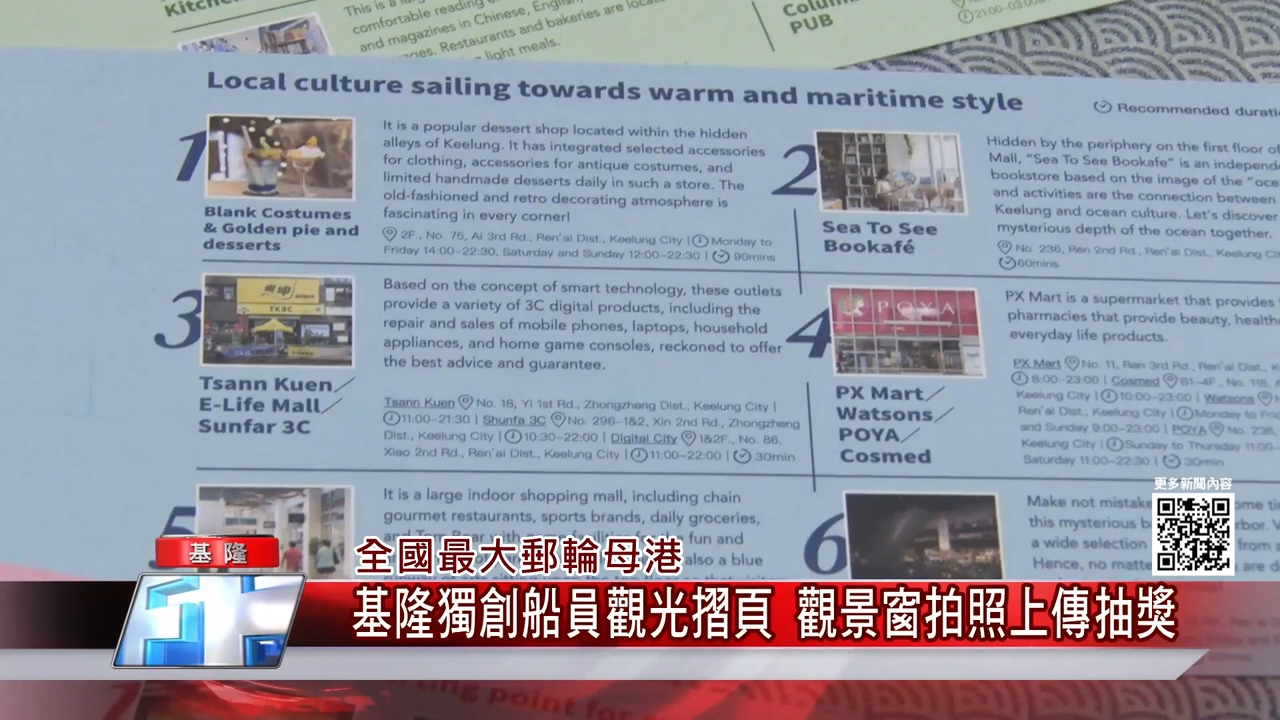 Kitchen
This is a
comfortable reading
and magazines in Chinese, English,
Restaurants and bakeries are
light meals.
PUB
21:00-03:00
Local culture sailing towards warm and maritime style
Recommended
1
It is a popular dessert shop located within the hidden
alleys of Keelung. It has integrated selected accessories
for clothing, accessories for antique costumes, and
limited handmade desserts daily in such a store. The
old-fashioned and retro decorating atmosphere is
fascinating in every corner!
Blank Costumes
& Golden pie and
desserts
2F., No. 75, Ai 3rd Rd., Ren'ai Dist., Keelung City | Monday to
Friday 14:00-22:30, Saturday and Sunday 12:00-22:30 | 90mins
2
Hidden by the periphery on the first floor of
Mall, "Sea To See Bookafe" is an
bookstore based on the image of the
and activities are the connection between
Keelung and ocean culture. Let's discover
mysterious depth of the ocean together.
Sea To See
Bookafé
No. 236, Ren 2nd Rd., Ren'ai Dist., Keelung
60mins
3
TK3C
Based on the concept of smart technology, these outlets
provide a variety of 3C digital products, including the
repair and sales of mobile phones, laptops, household
appliances, and home game consoles, reckoned to offer
the best advice and guarantee.
Tsann Kuen／
E-Life Mall／
Sunfar 3C
Tsann Kuen No. 18, Yi 1st Rd., Zhongzheng Dist., Keelung City |
11:00-21:30 | Shunfa 3C No. 296-1&2, Xin 2nd Rd., Zhongzheng
Dist., Keelung City | 10:30-22:00 | Digital City 1&2F., No. 86,
Xiao 2nd Rd., Ren'ai Dist., Keelung City | 11:00-22:00 | 30min
4
POYA
PX Mart is a supermarket that provides
pharmacies that provide beauty,
everyday life products.
PX Mart／
Watsons／
POYA／
Cosmed
PX Mart No. 11, Ren 3rd Rd., Ren'ai Dist.,
8:00-23:00 | Cosmed B1-4F., No. 118,
Keelung City | 10:00-23:00 | Watsons
Ren'ai Dist., Keelung City | Monday to
and Sunday 9:00-23:00 | POYA No.
Keelung City | Sunday to Thursday 11:00-
Saturday 11:00-22:30 | 30min
5
It is a large indoor shopping mall, including chain
gourmet restaurants, sports brands, daily groceries,
fun and
also a blue
6
Make not
this mysterious
a wide selection
Hence, no
更多新聞內容
基隆
全國最大郵輪母港
基隆獨創船員觀光摺頁 觀景窗拍照上傳抽獎